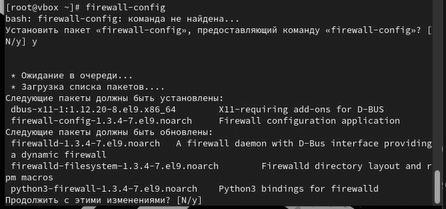 [root@vbox ~]# firewall-config
bash: firewall-config: команда не найдена...
Установить пакет «firewall-config», предоставляющий команду «firewall-config»? [
N/y] y
* Ожидание в очереди....
* Загрузка списка пакетов....
Следующие пакеты должны быть установлены:
dbus-x11-1:1.12.20-8.el9.x86_64 X11-requiring add-ons for D-BUS
firewall-config-1.3.4-7.el9.noarch Firewall configuration application
Следующие пакеты должны быть обновлены:
firewalld-1.3.4-7.el9.noarch A firewall daemon with D-Bus interface providing
a dynamic firewall
firewalld-filesystem-1.3.4-7.el9.noarch Firewalld directory layout and r
pm macros
python3-firewall-1.3.4-7.el9.noarch Python3 bindings for firewalld
Продолжить с этими изменениями? [N/y]